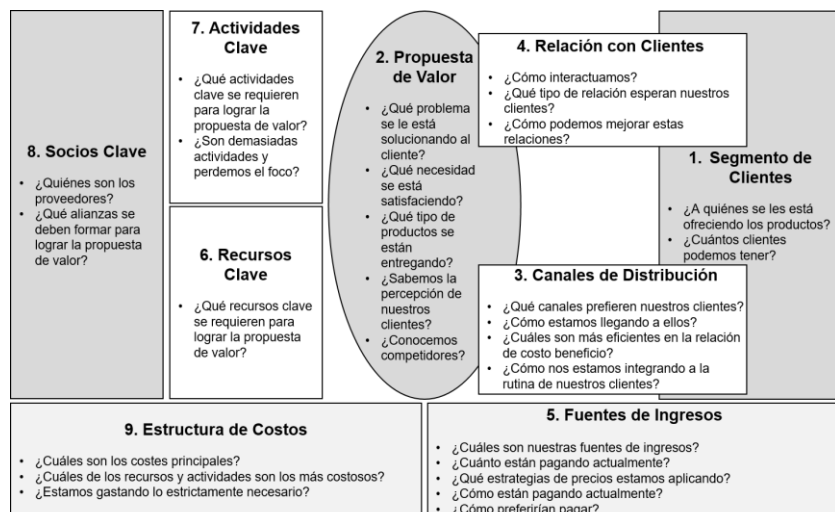 7. Actividades
Clave
• ¿Qué actividades
clave se requieren
para lograr la
propuesta de valor?
• ¿Son demasiadas
actividades y
perdemos el foco?
2. Propuesta
de Valor
• ¿Qué problema
se le está
solucionando al
cliente?
• ¿Qué necesidad
se está
satisfaciendo?
• ¿Qué tipo de
productos se
están
entregando?
• ¿Sabemos la
percepción de
nuestros
clientes?
• ¿Conocemos
competidores?
4. Relación con Clientes
• ¿Cómo interactuamos?
• ¿Qué tipo de relación esperan nuestros
clientes?
• ¿Cómo podemos mejorar estas
relaciones?
8. Socios Clave
• ¿Quiénes son los
proveedores?
• ¿Qué alianzas se
deben formar para
lograr la propuesta
de valor?
1. Segmento de
Clientes
• ¿A quiénes se les está
ofreciendo los productos?
• ¿Cuántos clientes
podemos tener?
6. Recursos
Clave
• ¿Qué recursos clave
se requieren para
lograr la propuesta
de valor?
3. Canales de Distribución
• ¿Qué canales prefieren nuestros clientes?
• ¿Cómo estamos llegando a ellos?
• ¿Cuáles son más eficientes en la relación
de costo beneficio?
• ¿Cómo nos estamos integrando a la
rutina de nuestros clientes?
9. Estructura de Costos
• ¿Cuáles son los costes principales?
• ¿Cuáles de los recursos y actividades son los más costosos?
• ¿Estamos gastando lo estrictamente necesario?
5. Fuentes de Ingresos
• ¿Cuáles son nuestras fuentes de ingresos?
• ¿Cuánto están pagando actualmente?
• ¿Qué estrategias de precios estamos aplicando?
• ¿Cómo están pagando actualmente?
• ¿Cómo preferirían pagar?